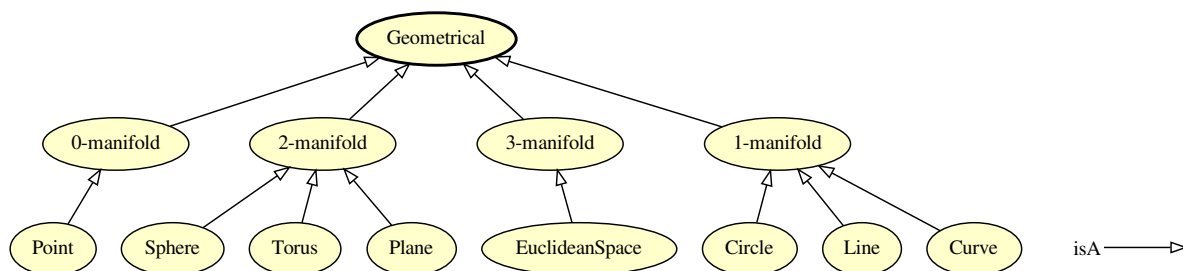 Geometrical
0-manifold 2-manifold 3-manifold 1-manifold
Point Sphere Torus Plane EuclideanSpace Circle Line Curve isA